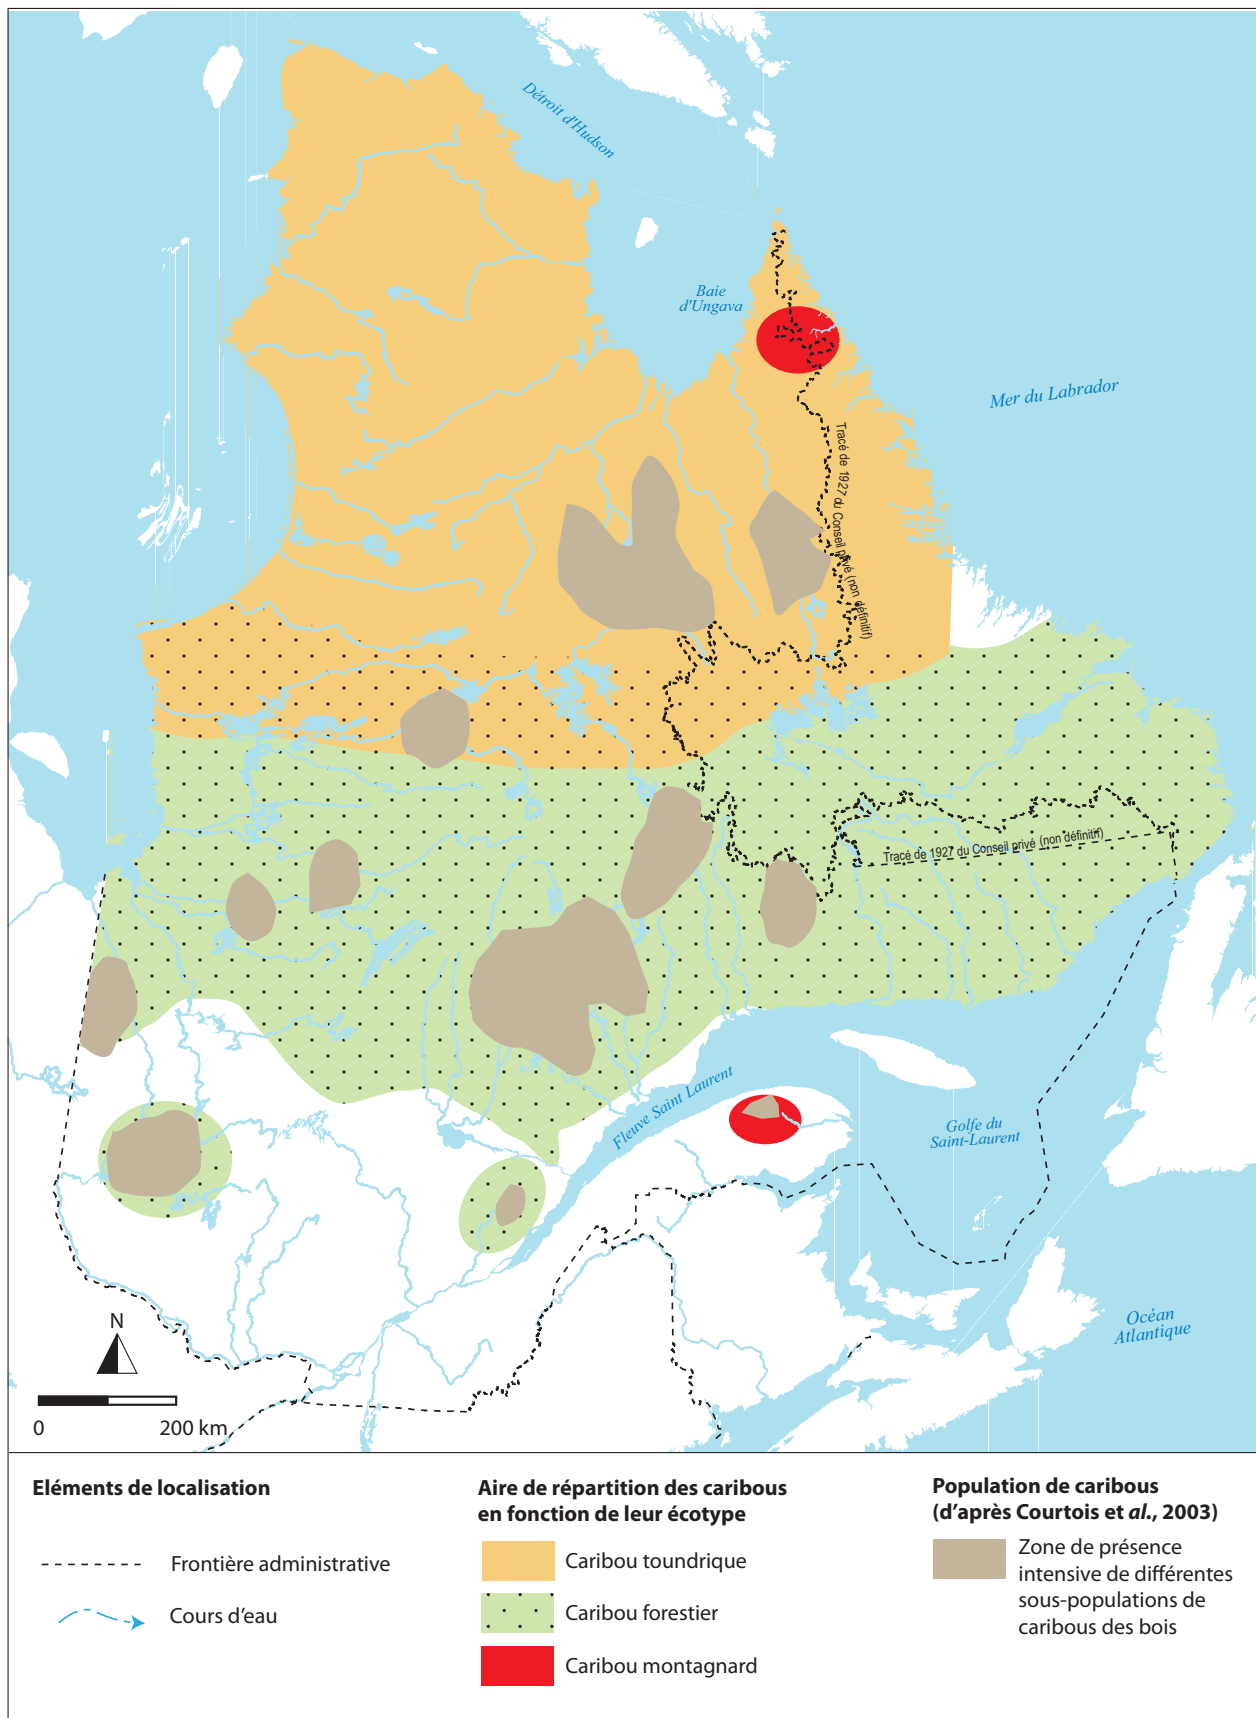 Détroit d'Hudson
Baie
d'Ungava
Mer du Labrador
Tracé de 1927 du Conseil privé (non définitif)
Tracé de 1927 du Conseil privé (non définitif)
Fleuve Saint Laurent
Golfe du
Saint-Laurent
Océan
Atlantique
N
0 200 km
Eléments de localisation
Frontière administrative
Cours d'eau
Aire de répartition des caribous
en fonction de leur écotype
Caribou toundrique
Caribou forestier
Caribou montagnard
Population de caribous
(d'après Courtois et al., 2003)
Zone de présence
intensive de différentes
sous-populations de
caribous des bois